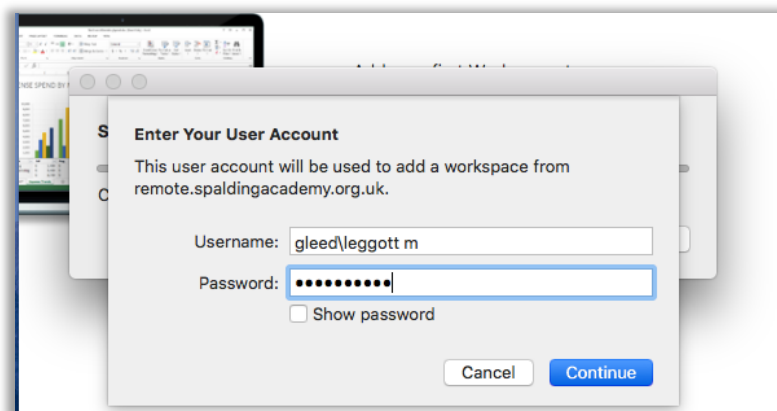 S
Enter Your User Account
This user account will be used to add a workspace from
remote.spaldingacademy.org.uk.
C
Username: gleed\leggott m
Password: ••••••••••
Show password
Cancel Continue